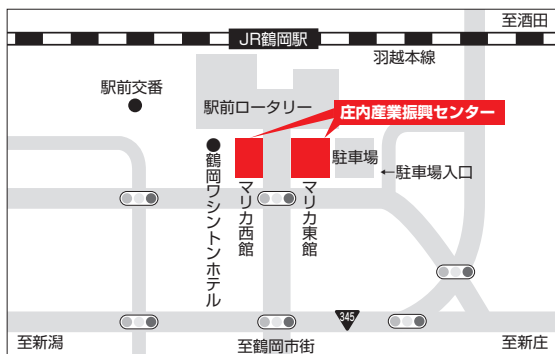 至酒田
JR鶴岡駅
羽越本線
駅前交番
駅前ロータリー
庄内産業振興センター
駐車場
←駐車場入口
鶴岡ワシントンホテル
マリカ西館
マリカ東館
345
至新潟
至鶴岡市街
至新庄